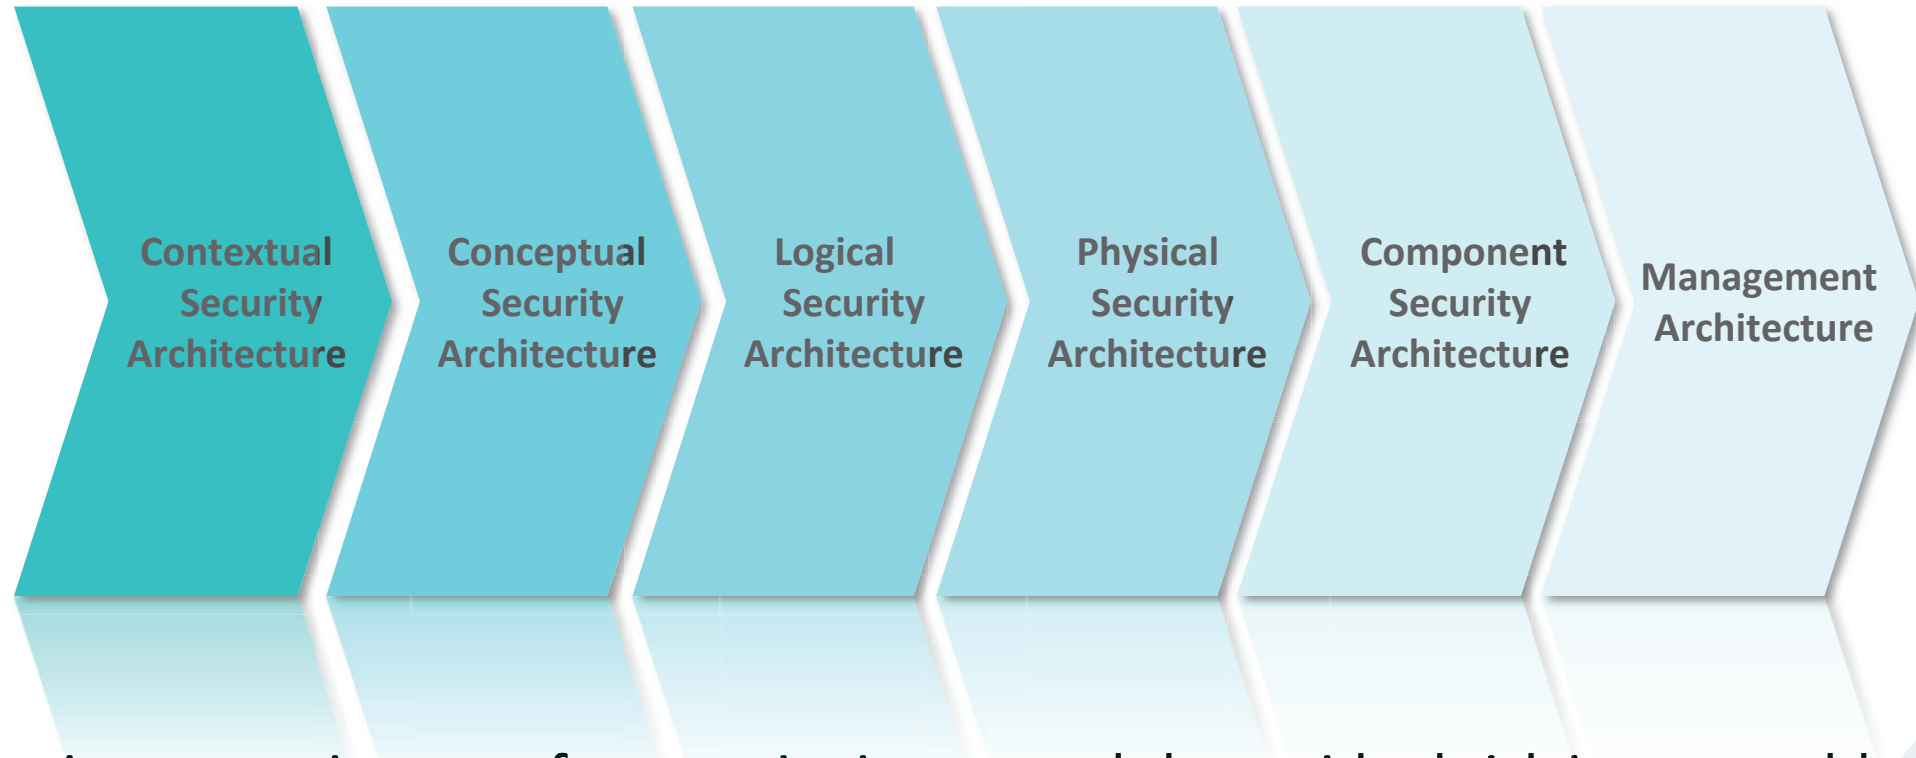 Contextual
Security
Architecture
Conceptual
Security
Architecture
Logical
Security
Architecture
Physical
Security
Architecture
Component
Security
Architecture
Management
Architecture